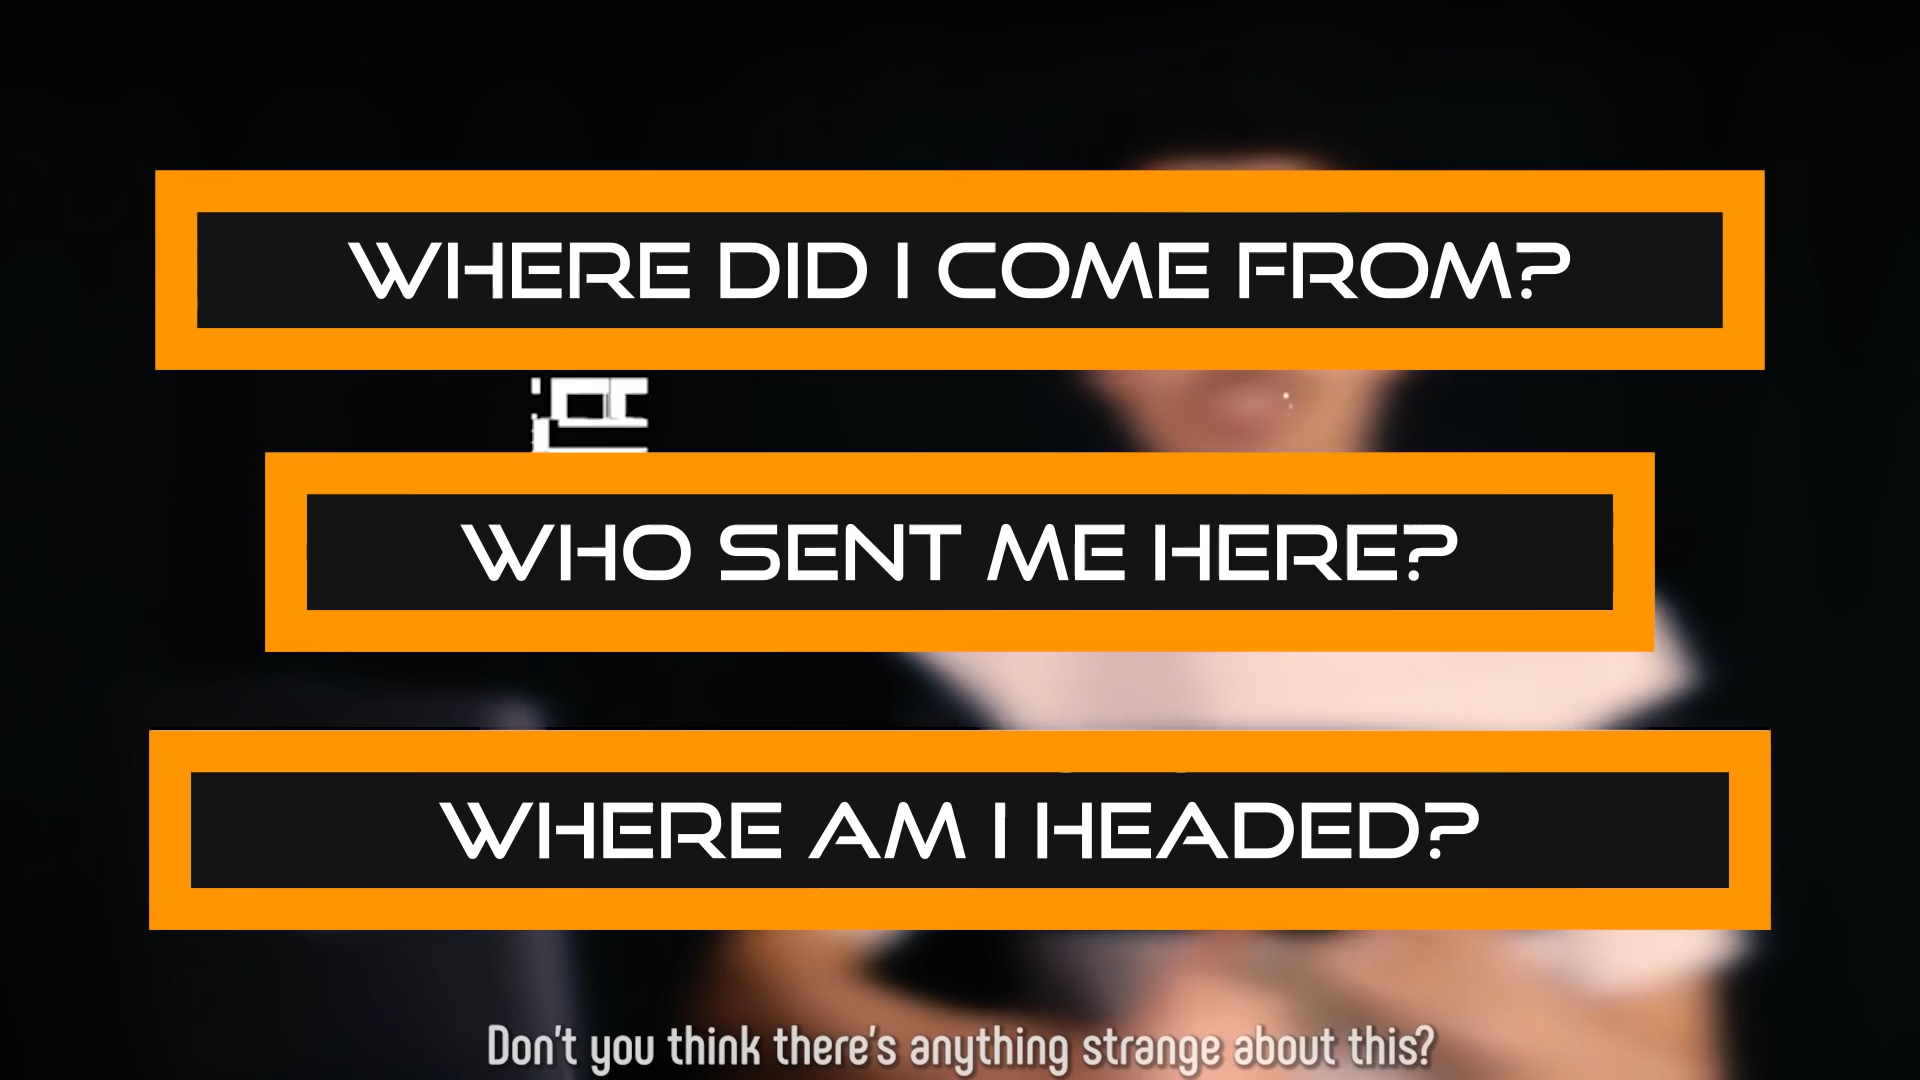 WHERE DID I COME FROM?
WHO SENT ME HERE?
WHERE AM I HEADED?
Don't you think there's anything strange about this?